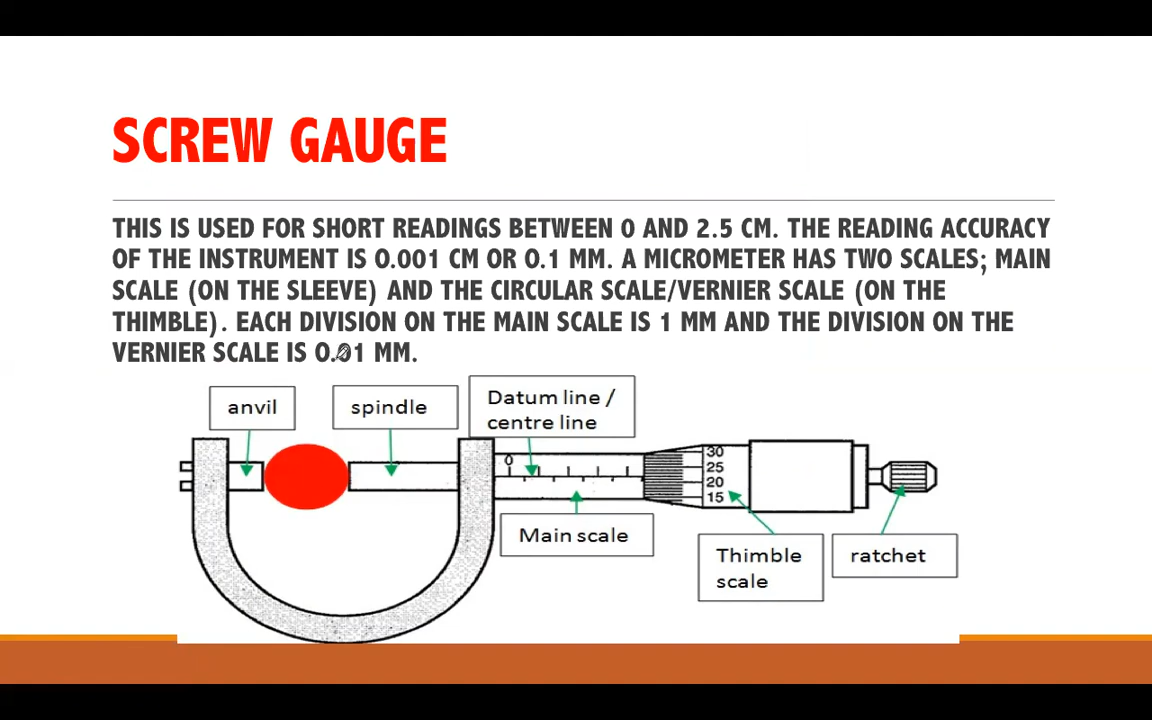 SCREW GAUGE
THIS IS USED FOR SHORT READINGS BETWEEN 0 AND 2.5 CM. THE READING ACCURACY
OF THE INSTRUMENT IS 0.001 CM OR 0.1 MM. A MICROMETER HAS TWO SCALES; MAIN
SCALE (ON THE SLEEVE) AND THE CIRCULAR SCALE/VERNIER SCALE (ON THE
THIMBLE). EACH DIVISION ON THE MAIN SCALE IS 1 MM AND THE DIVISION ON THE
VERNIER SCALE IS 0.01 MM.
anvil
spindle
Datum line /
centre line
0
30
25
20
15
Main scale
Thimble
scale
ratchet